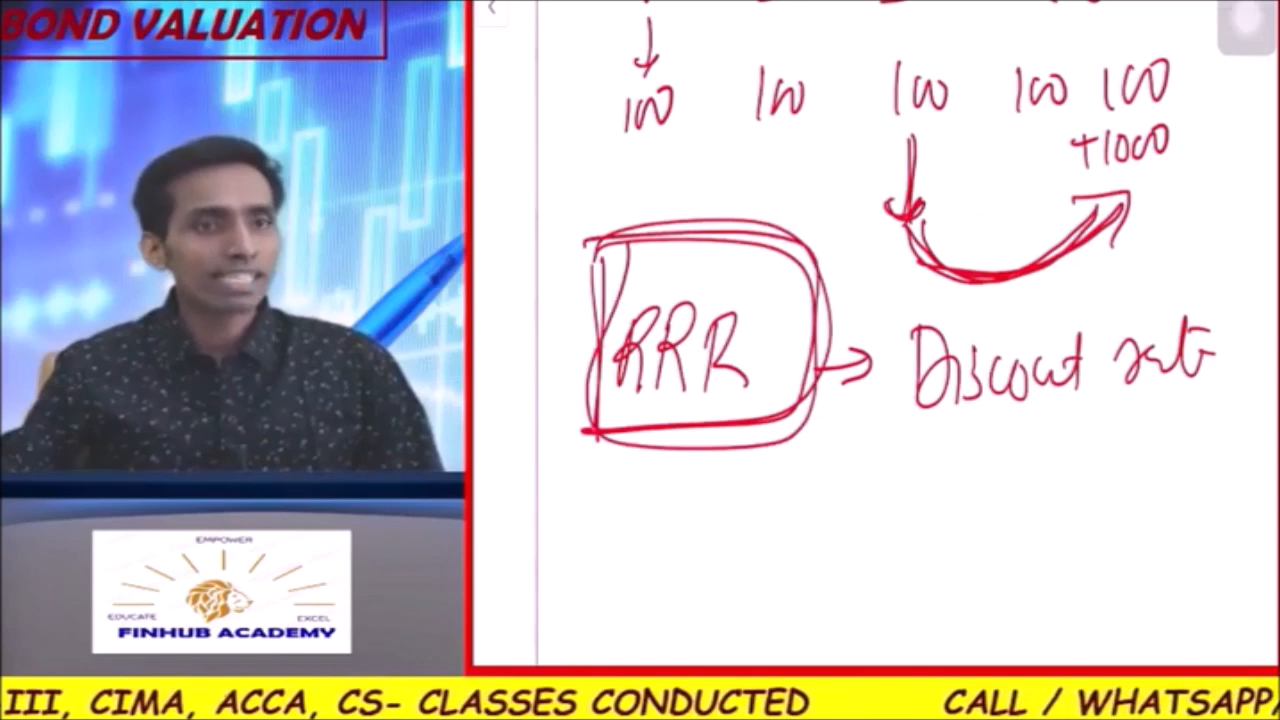 BOND VALUATION
100 100 100 100 100
+1000
RRR
Discout rate
EMPOWER
EDUCATE EXCEL
FINHUB ACADEMY
III, CIMA, ACCA, CS- CLASSES CONDUCTED CALL / WHATSAPP/